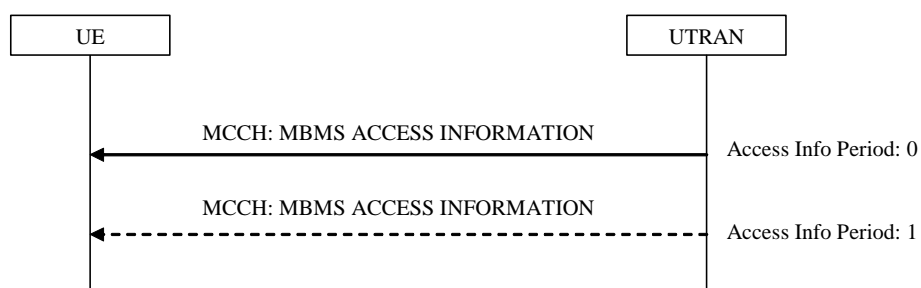 UE
UTRAN
MCCH: MBMS ACCESS INFORMATION
Access Info Period: 0
MCCH: MBMS ACCESS INFORMATION
Access Info Period: 1